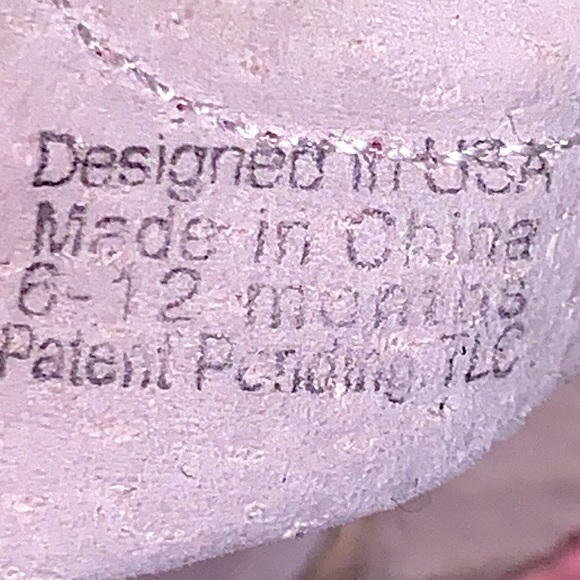 Designed in USA
Made in China
6-12 months
Patent Pending. TLC